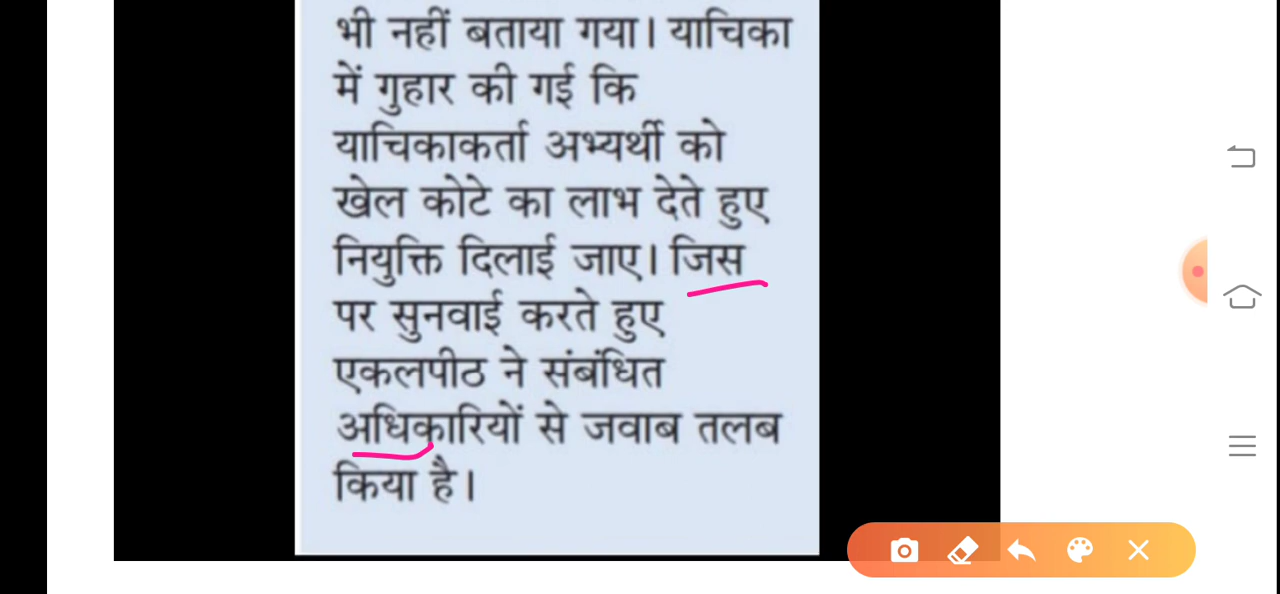 भी नहीं बताया गया। याचिका
में गुहार की गई कि
याचिकाकर्ता अभ्यर्थी को
खेल कोटे का लाभ देते हुए
नियुक्ति दिलाई जाए। जिस
पर सुनवाई करते हुए
एकलपीठ ने संबंधित
अधिकारियों से जवाब तलब
किया है।